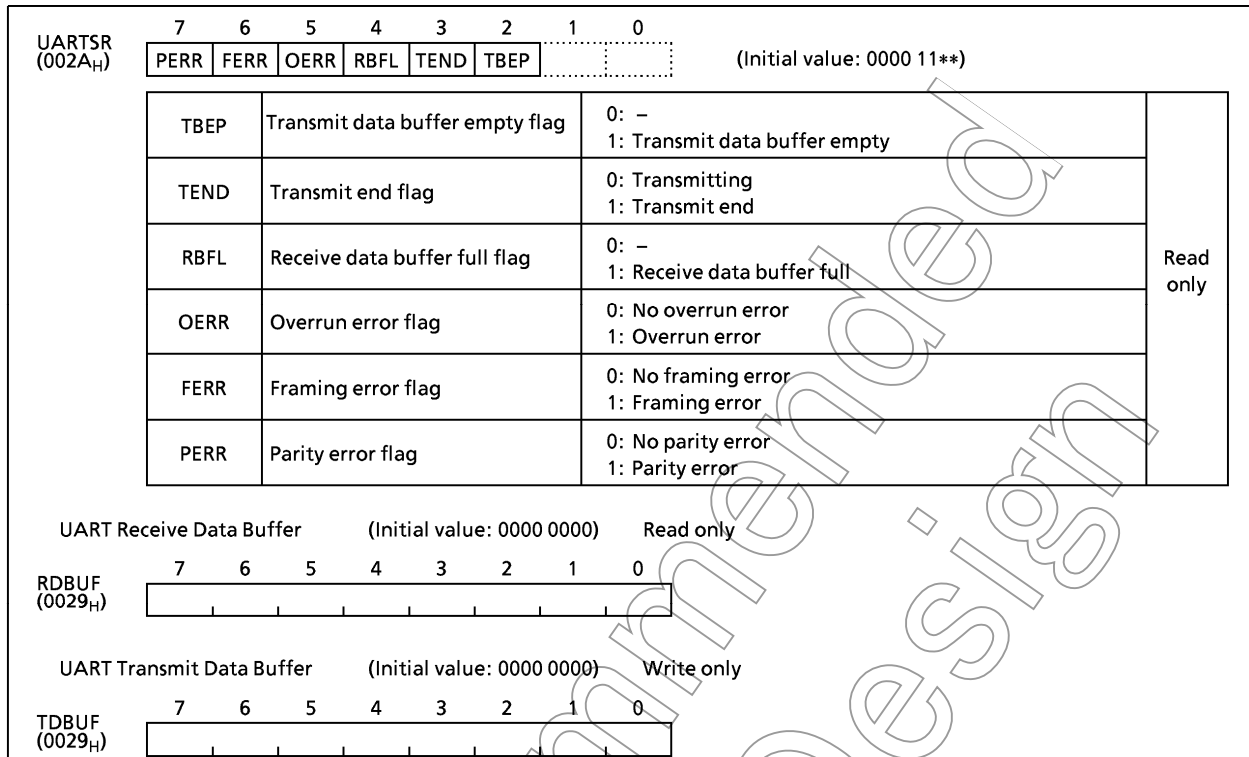 7 6 5 4 3 2 1 0
UARTSR
(002AH) PERR FERR OERR RBFL TEND TBEP (Initial value: 0000 11**)
TBEP Transmit data buffer empty flag 0: –
1: Transmit data buffer empty
TEND Transmit end flag 0: Transmitting
1: Transmit end
RBFL Receive data buffer full flag 0: –
1: Receive data buffer full
Read
only
OERR Overrun error flag 0: No overrun error
1: Overrun error
FERR Framing error flag 0: No framing error
1: Framing error
PERR Parity error flag 0: No parity error
1: Parity error
UART Receive Data Buffer (Initial value: 0000 0000) Read only
7 6 5 4 3 2 1 0
RDBUF
(0029H)
UART Transmit Data Buffer (Initial value: 0000 0000) Write only
7 6 5 4 3 2 1 0
TDBUF
(0029H)
mmended
Design